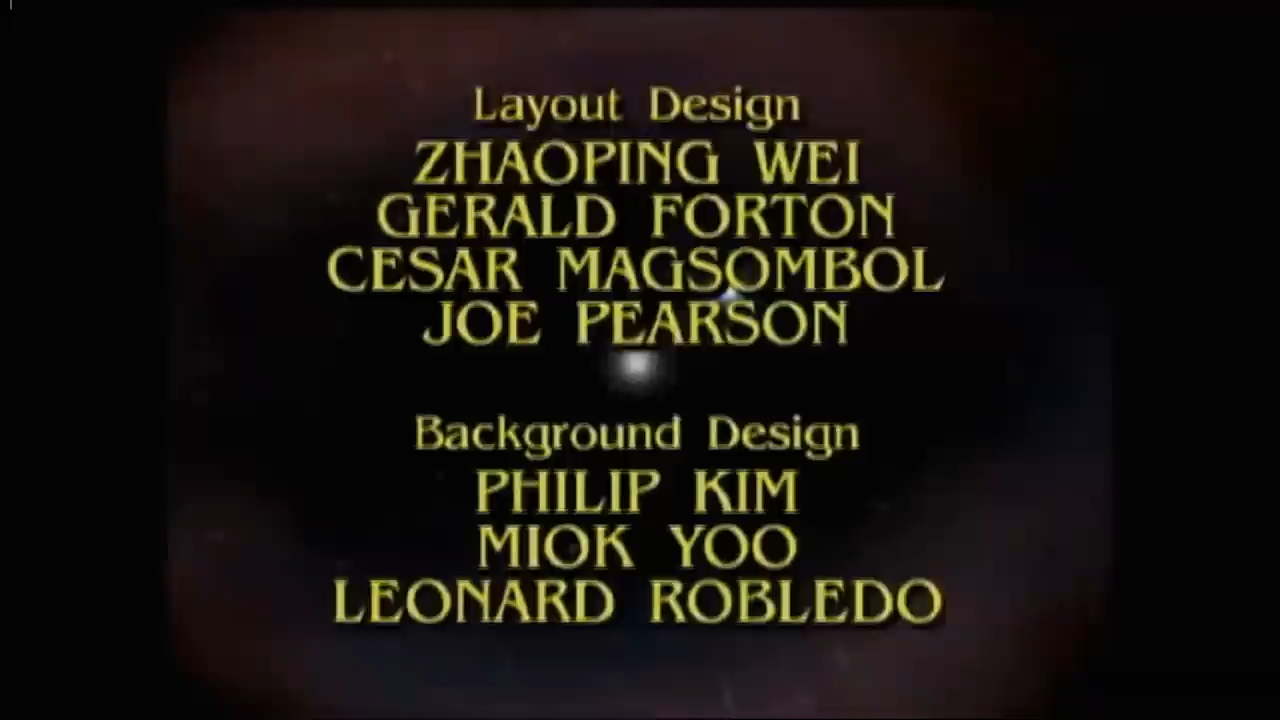 Layout Design
ZHAOPING WEI
GERALD FORTON
CESAR MAGSOMBOL
JOE PEARSON
Background Design
PHILIP KIM
MIOK YOO
LEONARD ROBLEDO